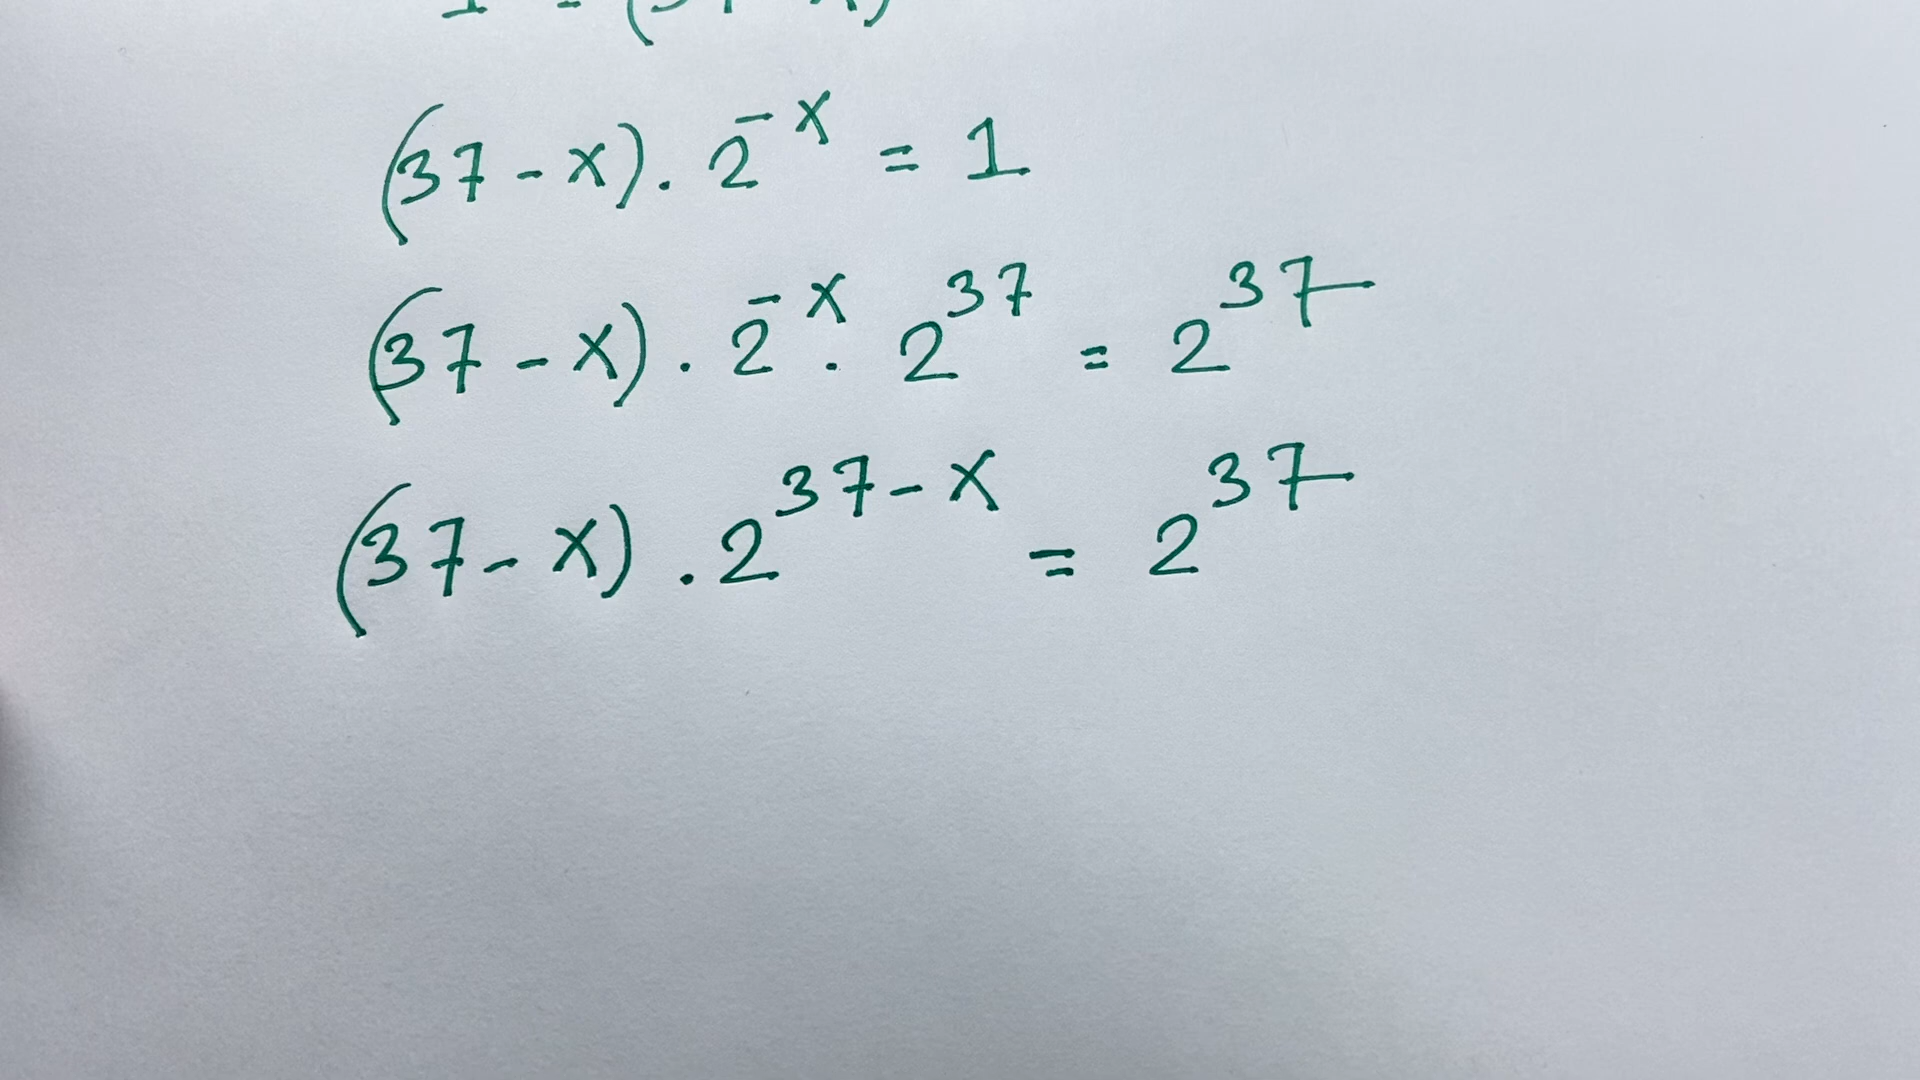 (37-x). 2^-x = 1
(37-x). 2^-x . 2^37 = 2^37
(37-x) . 2^37-x = 2^37